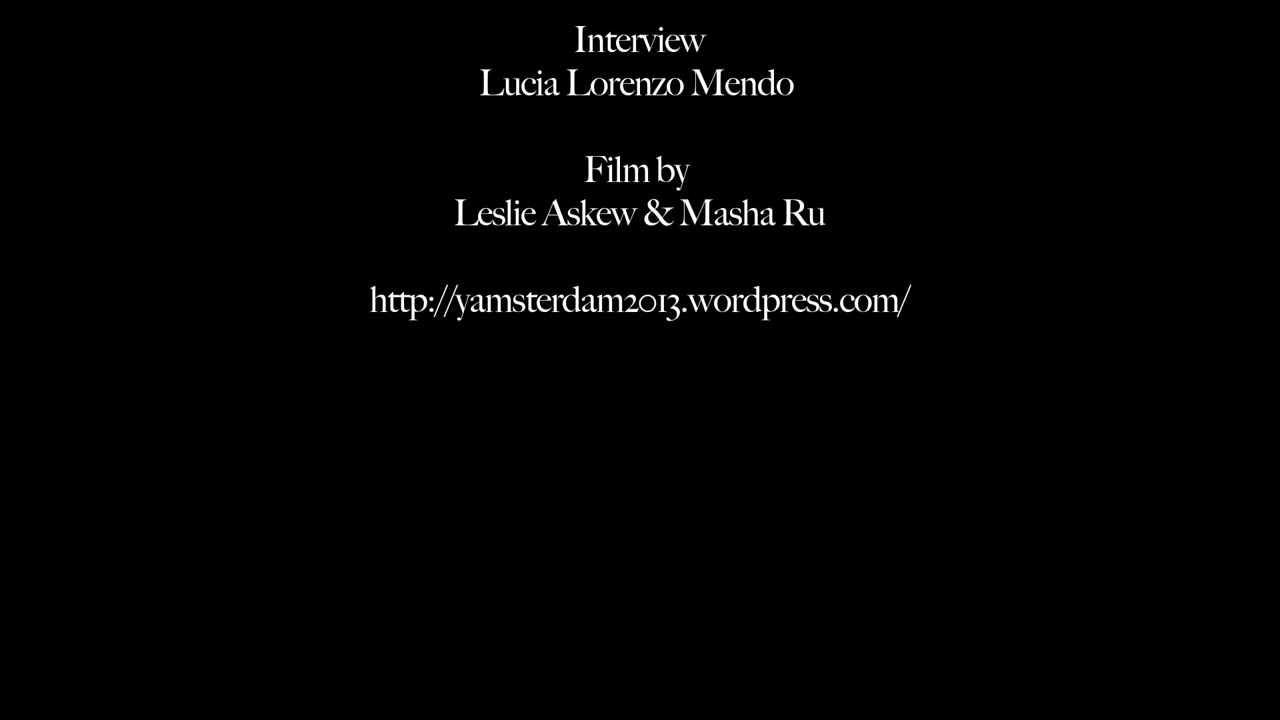 Interview
Lucia Lorenzo Mendo
Film by
Leslie Askew & Masha Ru
http://yamsterdam2013.wordpress.com/